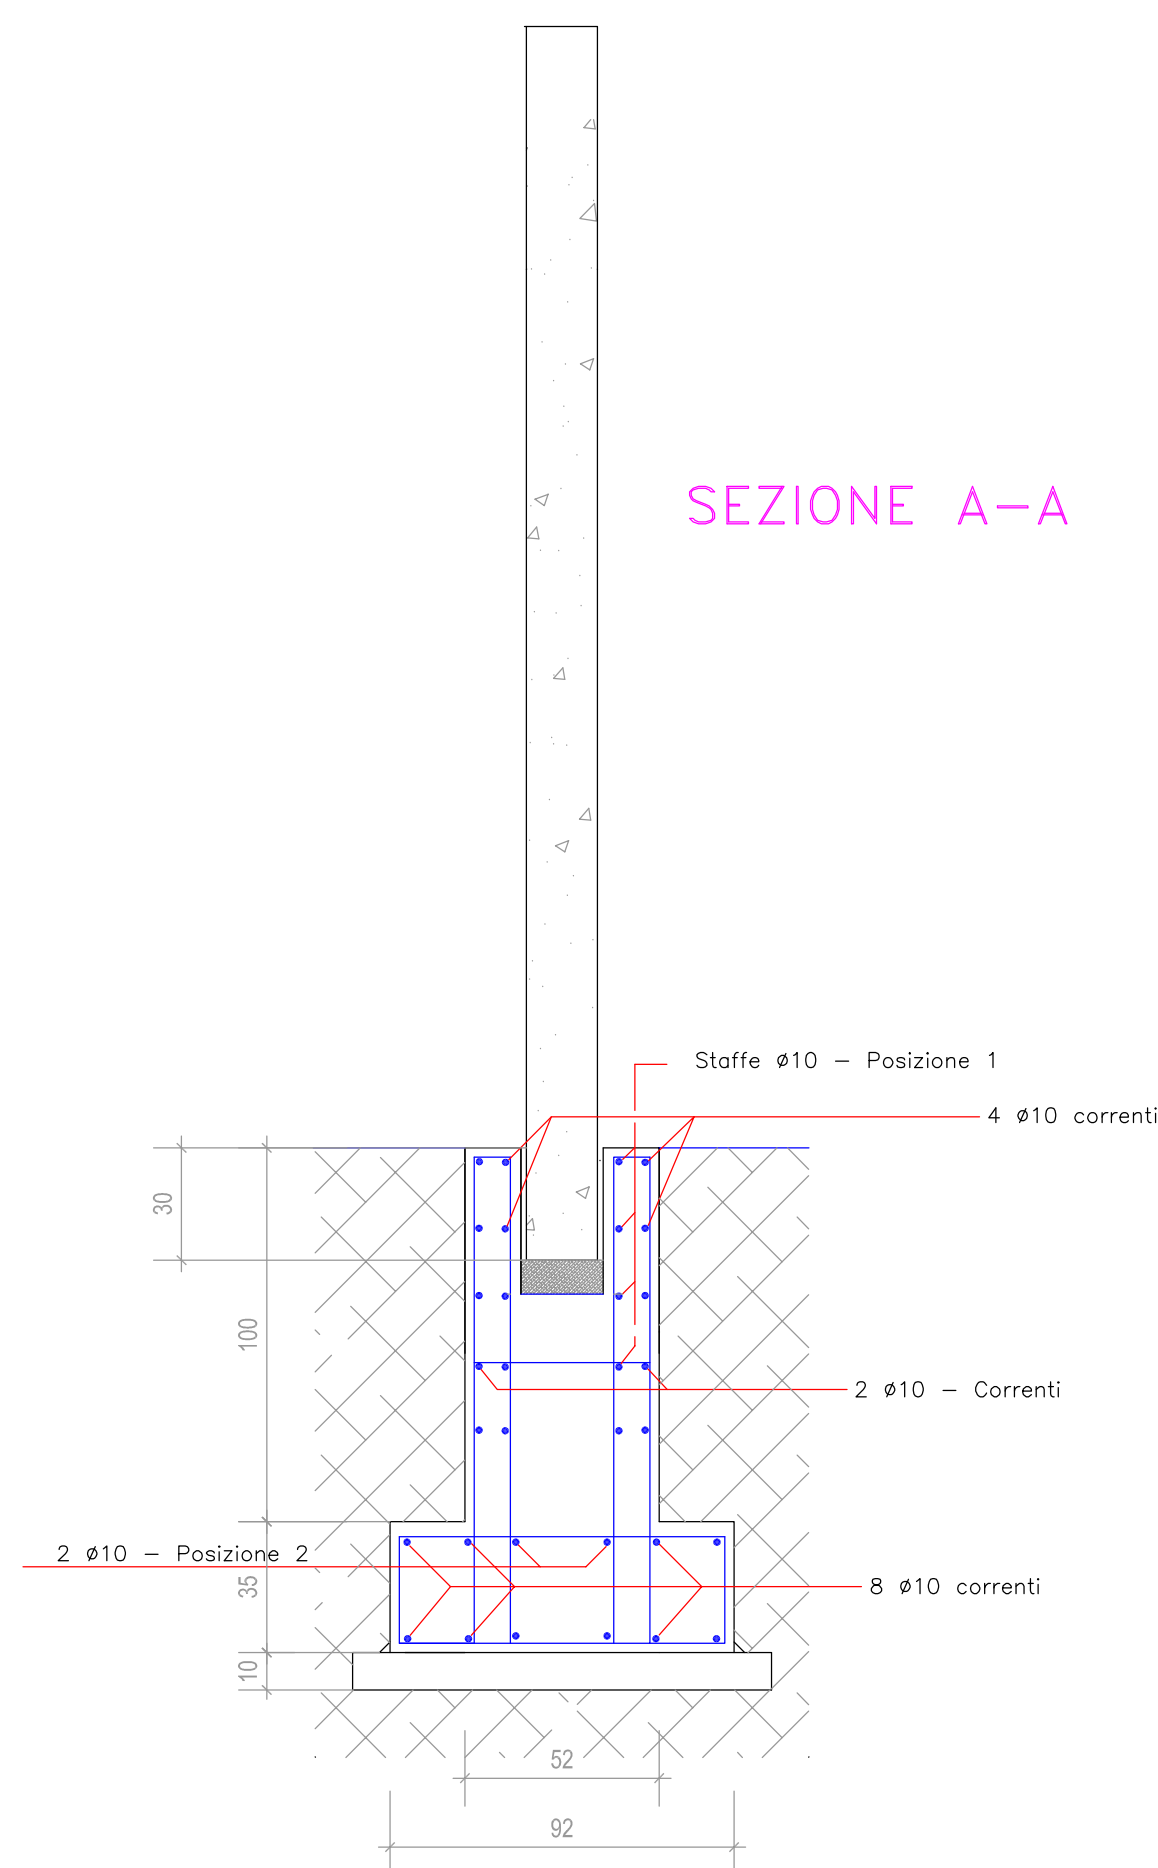 SEZIONE A-A
Staffe ø10 - Posizione 1
4 ø10 correnti
30
100
2 ø10 - Correnti
2 ø10 - Posizione 2
35
8 ø10 correnti
10
52
92